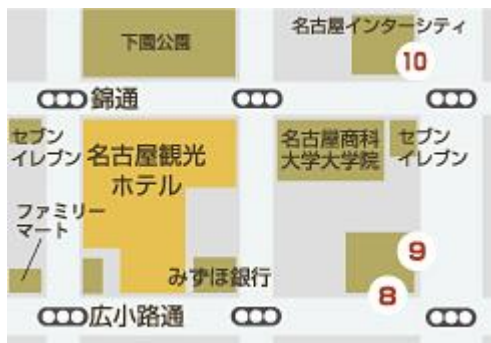 下園公園
名古屋インターシティ
10
錦通
セブン
イレブン
名古屋観光
ホテル
名古屋商科
大学大学院
セブン
イレブン
ファミリー
マート
みずほ銀行
9
8
広小路通